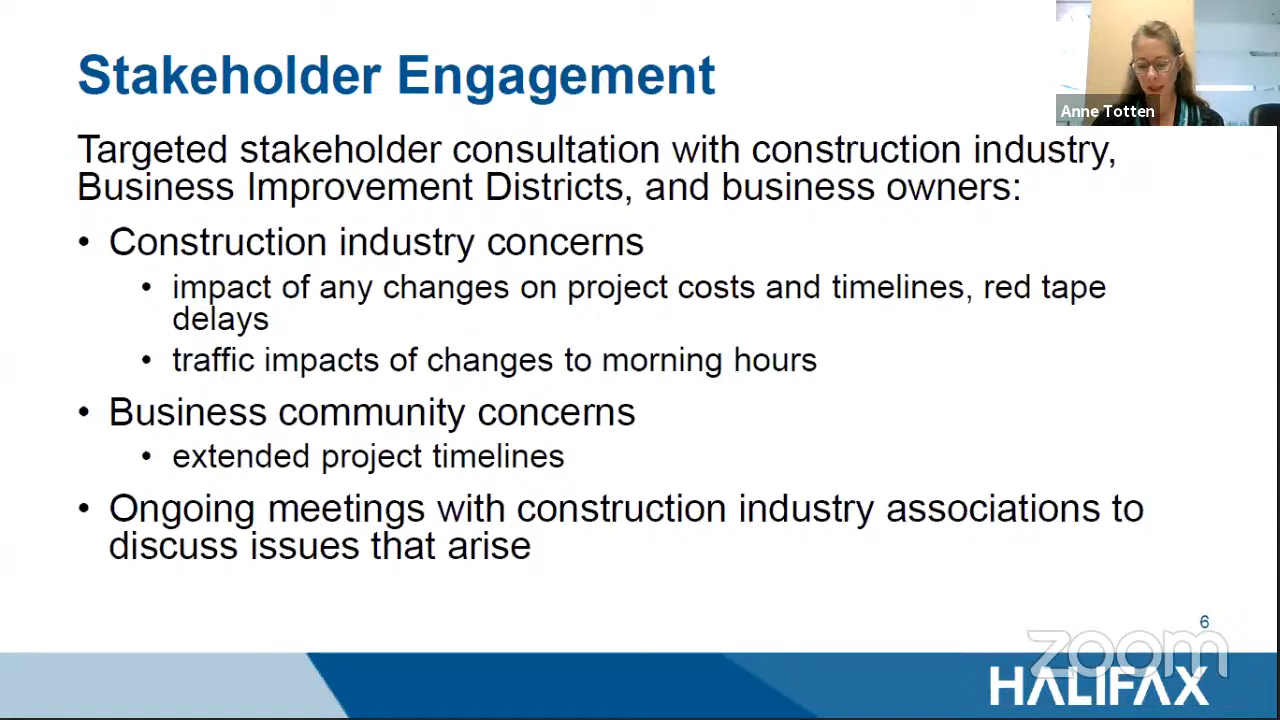 Stakeholder Engagement
Anne Totten
Targeted stakeholder consultation with construction industry,
Business Improvement Districts, and business owners:
• Construction industry concerns
• impact of any changes on project costs and timelines, red tape
delays
• traffic impacts of changes to morning hours
• Business community concerns
• extended project timelines
• Ongoing meetings with construction industry associations to
discuss issues that arise
6
zoom
HALIFAX